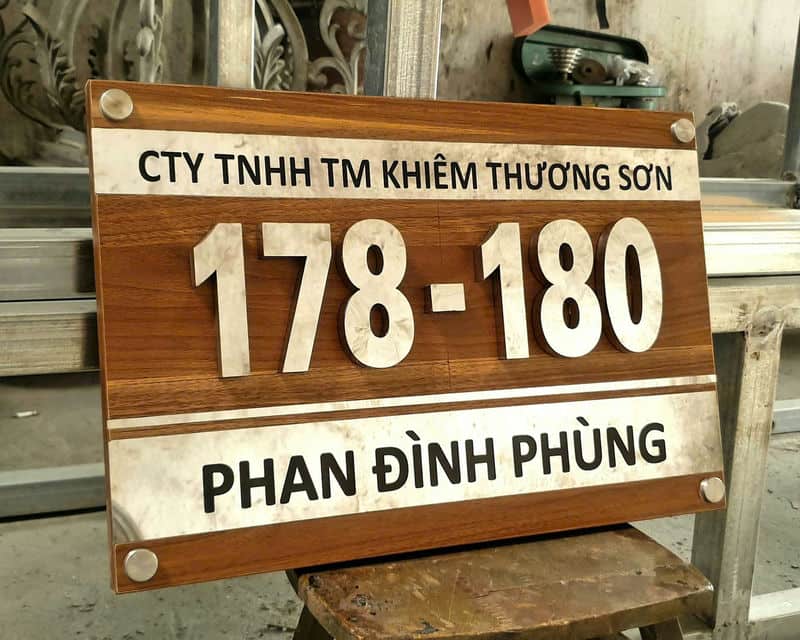 CTY TNHH TM KHIÊM THƯƠNG SƠN
178-180
PHAN ĐÌNH PHÙNG